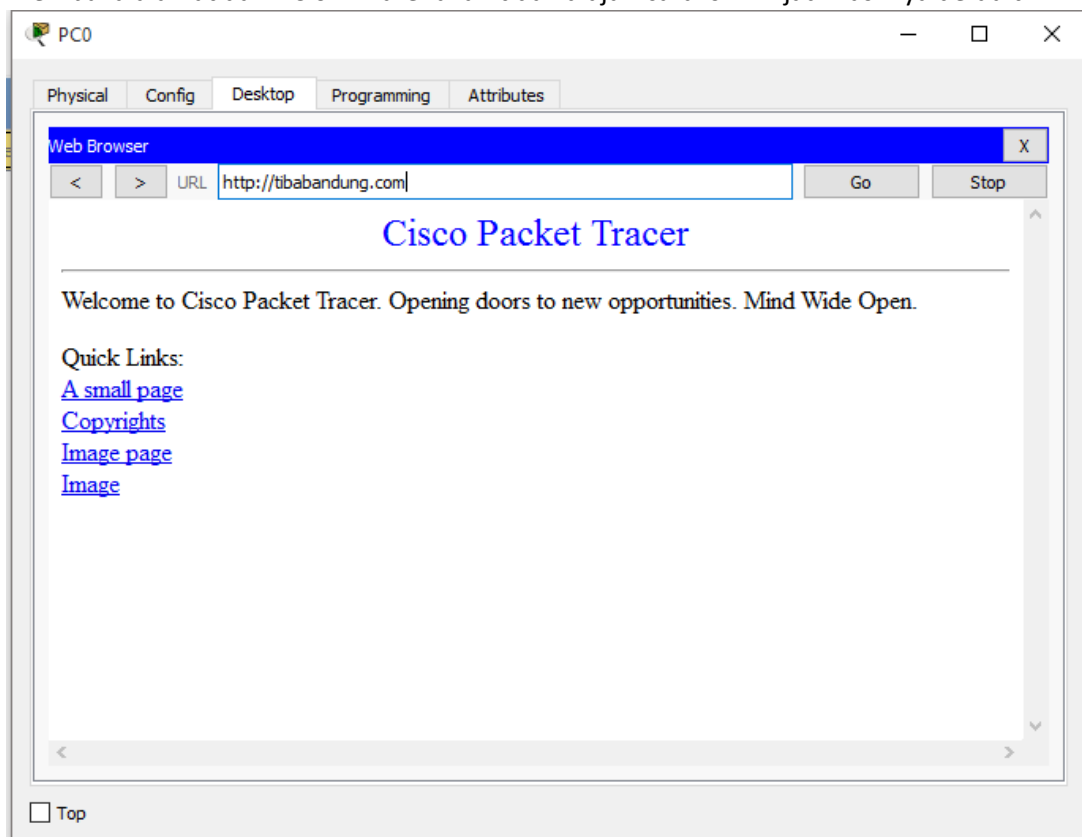 PC0
Physical Config Desktop Programming Attributes
Web Browser X
< > URL http://tibabandung.com Go Stop
Cisco Packet Tracer
Welcome to Cisco Packet Tracer. Opening doors to new opportunities. Mind Wide Open.
Quick Links:
A small page
Copyrights
Image page
Image
Top